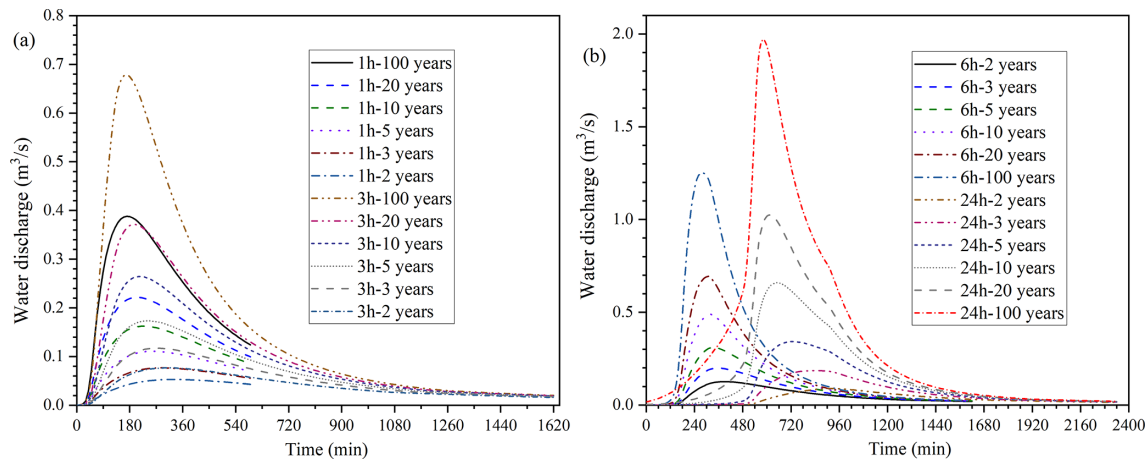 (a)
Water discharge (m³/s)
0.8
0.7
0.6
0.5
0.4
0.3
0.2
0.1
0.0
1h-100 years
1h-20 years
1h-10 years
1h-5 years
1h-3 years
1h-2 years
3h-100 years
3h-20 years
3h-10 years
3h-5 years
3h-3 years
3h-2 years
0 180 360 540 720 900 1080 1260 1440 1620
Time (min)
(b)
Water discharge (m³/s)
2.0
1.5
1.0
0.5
0.0
6h-2 years
6h-3 years
6h-5 years
6h-10 years
6h-20 years
6h-100 years
24h-2 years
24h-3 years
24h-5 years
24h-10 years
24h-20 years
24h-100 years
0 240 480 720 960 1200 1440 1680 1920 2160 2400
Time (min)